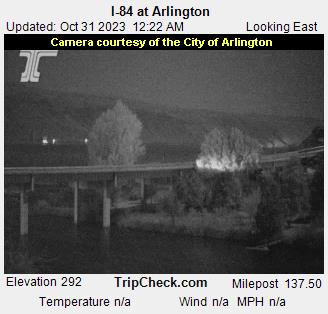 I-84 at Arlington
Updated: Oct 31 2023 12:22 AM Looking East
Camera courtesy of the City of Arlington
Elevation 292 TripCheck.com Milepost 137.50
Temperature n/a Wind n/a MPH n/a